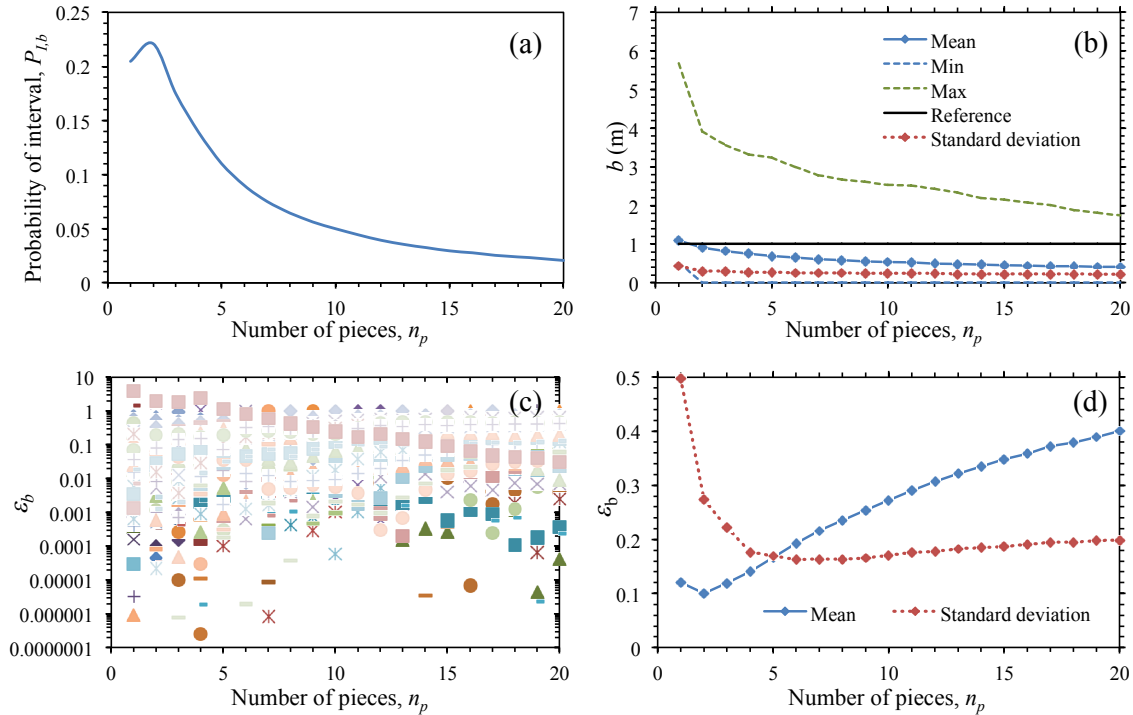 (a)
Probability of interval, P_{I,b}
0.25
0.2
0.15
0.1
0.05
0
0 5 10 15 20
Number of pieces, n_p
(b)
b (m)
7
6
5
4
3
2
1
0
Mean
Min
Max
Reference
Standard deviation
0 5 10 15 20
Number of pieces, n_p
(c)
ε_b
10
1
0.1
0.01
0.001
0.0001
0.00001
0.000001
0.0000001
0 5 10 15 20
Number of pieces, n_p
(d)
ε_b
0.5
0.4
0.3
0.2
0.1
0
Mean Standard deviation
0 5 10 15 20
Number of pieces, n_p